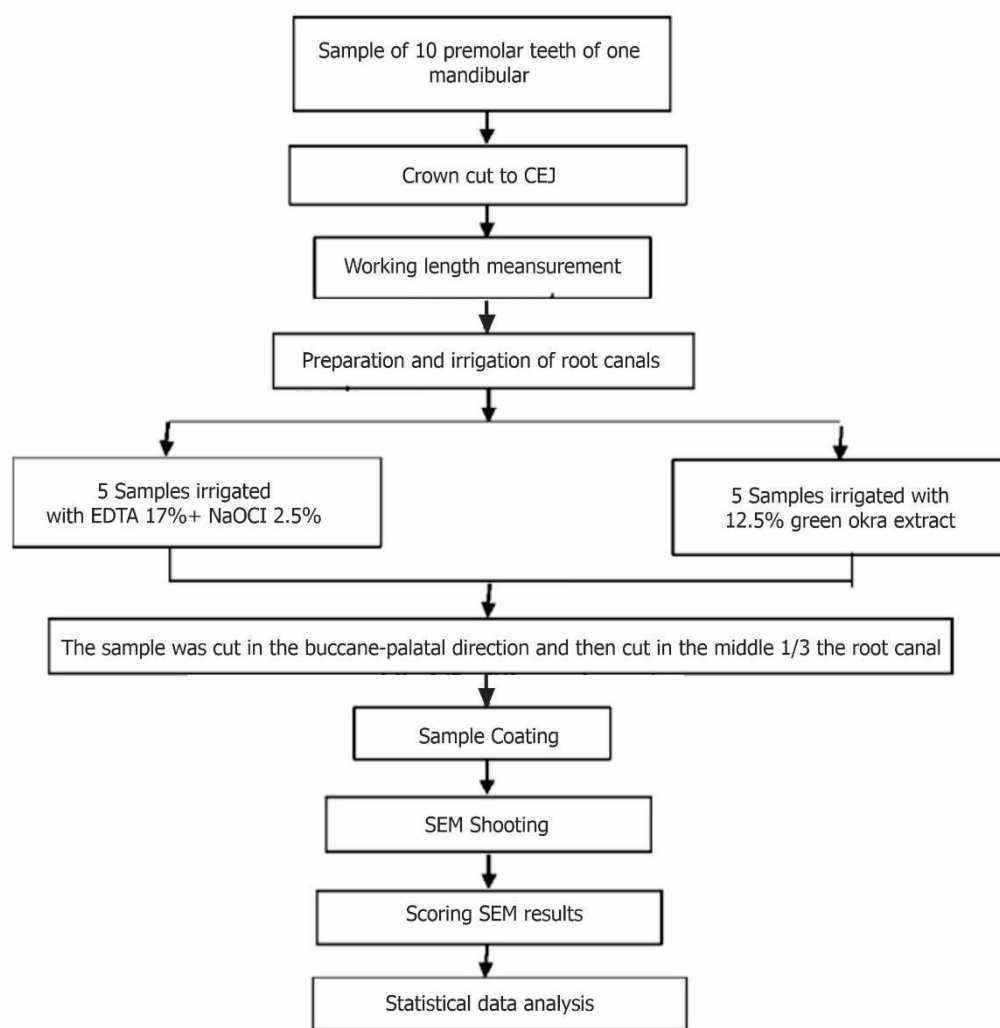 Sample of 10 premolar teeth of one
mandibular
Crown cut to CEJ
Working length meansurement
Preparation and irrigation of root canals
5 Samples irrigated
with EDTA 17%+ NaOCI 2.5%
5 Samples irrigated with
12.5% green okra extract
The sample was cut in the buccane-palatal direction and then cut in the middle 1/3 the root canal
Sample Coating
SEM Shooting
Scoring SEM results
Statistical data analysis